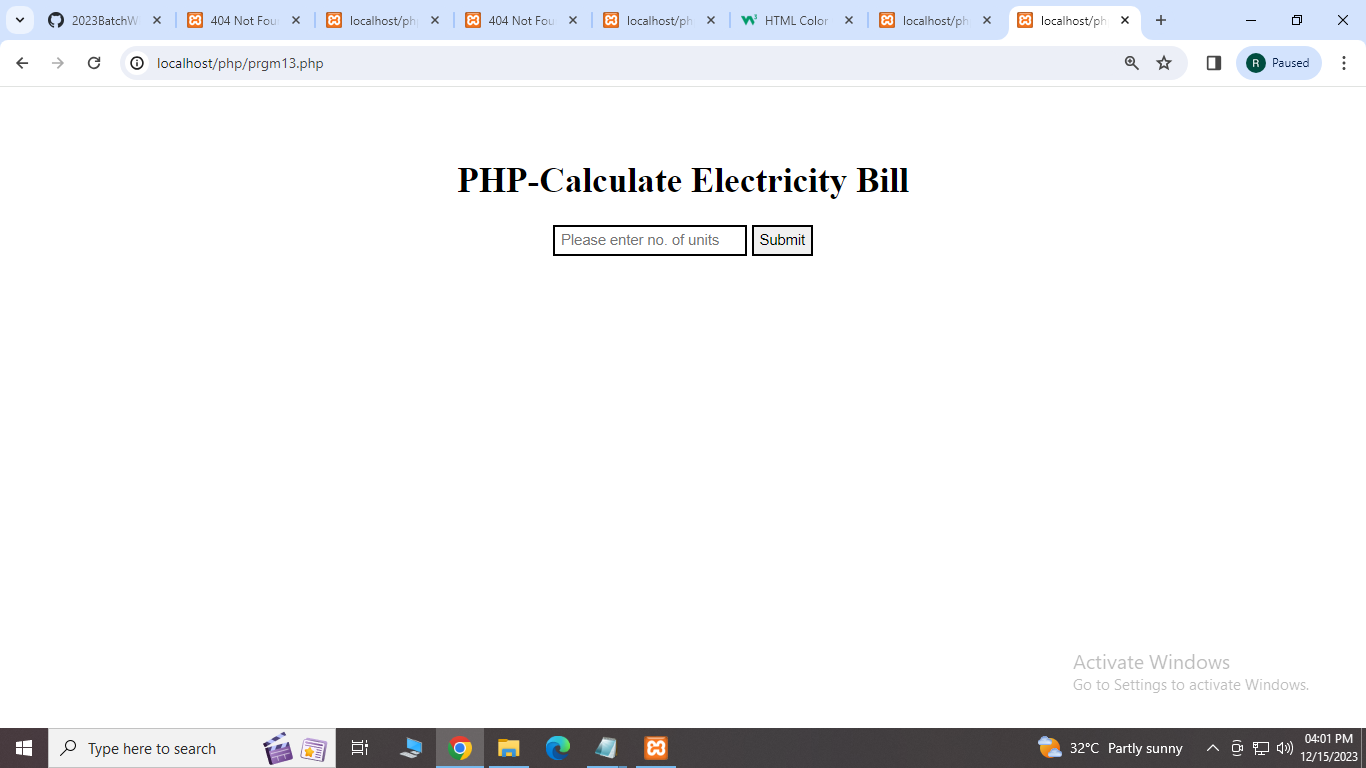 2023BatchW
404 Not Fou
localhost/ph
404 Not Fou
localhost/ph
HTML Color
localhost/ph
localhost/ph
localhost/php/prgm13.php
R
Paused
PHP-Calculate Electricity Bill
Please enter no. of units
Submit
Activate Windows
Go to Settings to activate Windows.
Type here to search
32°C Partly sunny
04:01 PM
12/15/2023